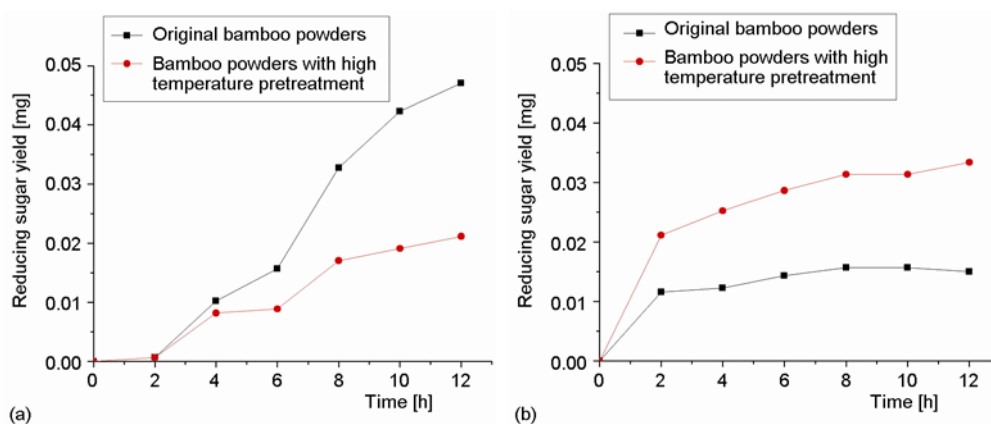 Original bamboo powders
Bamboo powders with high
temperature pretreatment
Reducing sugar yield [mg]
0.05
0.04
0.03
0.02
0.01
0.00
0 2 4 6 8 10 12
Time [h]
(a)
Original bamboo powders
Bamboo powders with high
temperature pretreatment
Reducing sugar yield [mg]
0.05
0.04
0.03
0.02
0.01
0.00
0 2 4 6 8 10 12
Time [h]
(b)